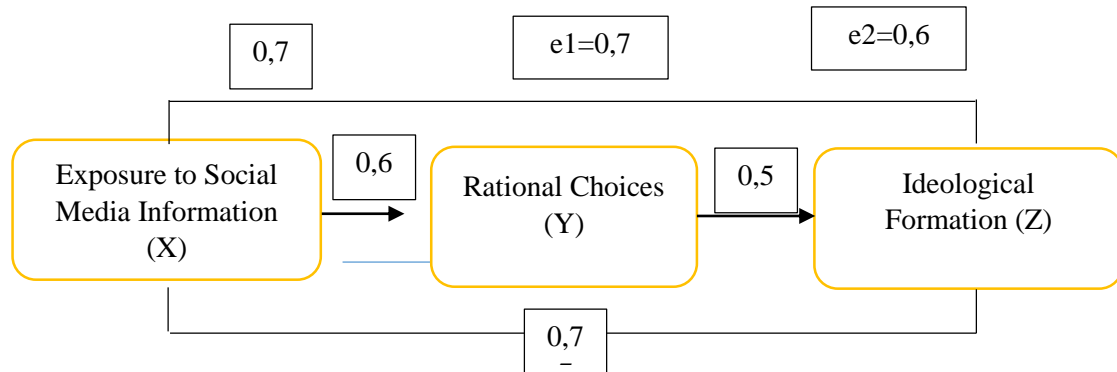 0,7
e1=0,7
e2=0,6
Exposure to Social
Media Information
(X)
0,6
Rational Choices
(Y)
0,5
Ideological
Formation (Z)
0,7